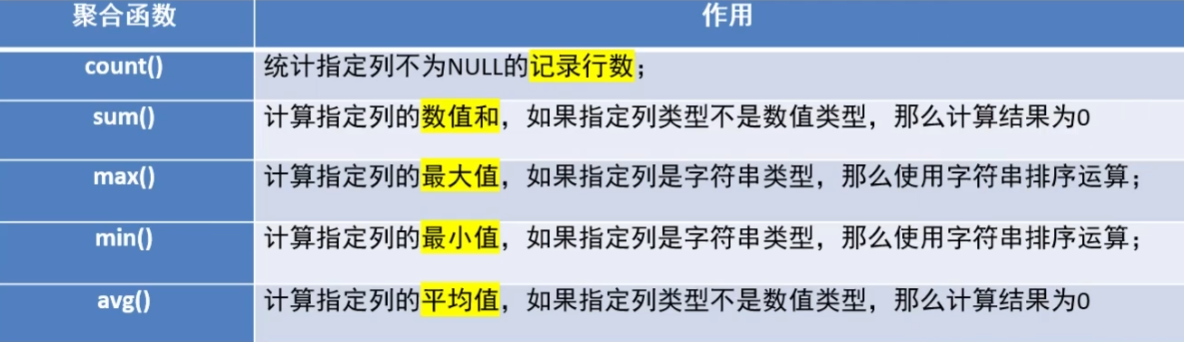 聚合函数 作用
count() 统计指定列不为NULL的记录行数；
sum() 计算指定列的数值和，如果指定列类型不是数值类型，那么计算结果为0
max() 计算指定列的最大值，如果指定列是字符串类型，那么使用字符串排序运算；
min() 计算指定列的最小值，如果指定列是字符串类型，那么使用字符串排序运算；
avg() 计算指定列的平均值，如果指定列类型不是数值类型，那么计算结果为0